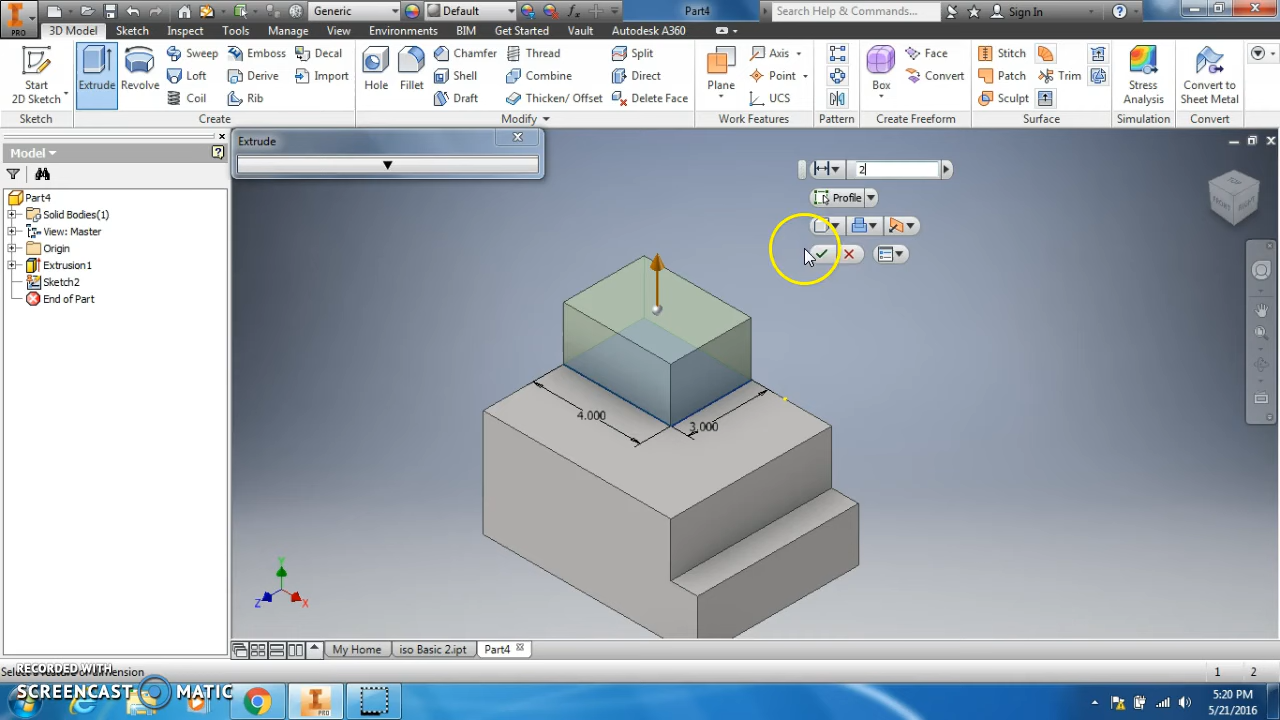 Generic
Default
Part4
Search Help & Commands...
Sign In
PRO
3D Model
Sketch
Inspect
Tools
Manage
View
Environments
BIM
Get Started
Vault
Autodesk A360
Start
2D Sketch
Extrude
Revolve
Sweep
Emboss
Decal
Loft
Derive
Import
Coil
Rib
Hole
Fillet
Chamfer
Thread
Split
Shell
Combine
Direct
Draft
Thicken/ Offset
Delete Face
Plane
Axis
Point
UCS
Box
Face
Convert
Stitch
Patch
Trim
Sculpt
Stress
Analysis
Convert to
Sheet Metal
Sketch
Create
Modify
Work Features
Pattern
Create Freeform
Surface
Simulation
Convert
Model
Part4
Solid Bodies(1)
View: Master
Origin
Extrusion1
Sketch2
End of Part
Extrude
2
Profile
FRONT
RIGHT
4.000
3.000
Y
Z
X
My Home
iso Basic 2.ipt
Part4
RECORDED WITH
SCREENCAST MATIC
dimension
1
2
PRO
5:20 PM
5/21/2016